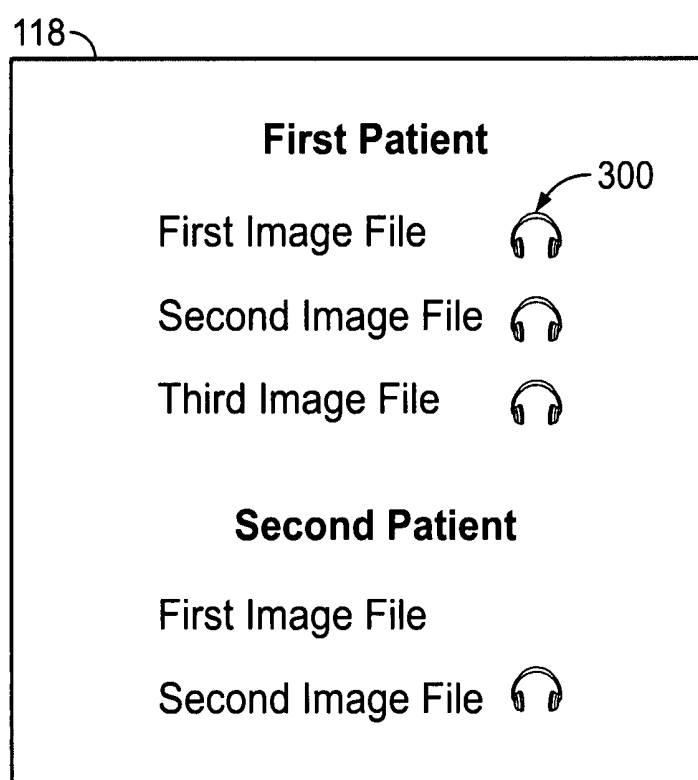 118
First Patient
300
First Image File
Second Image File
Third Image File
Second Patient
First Image File
Second Image File